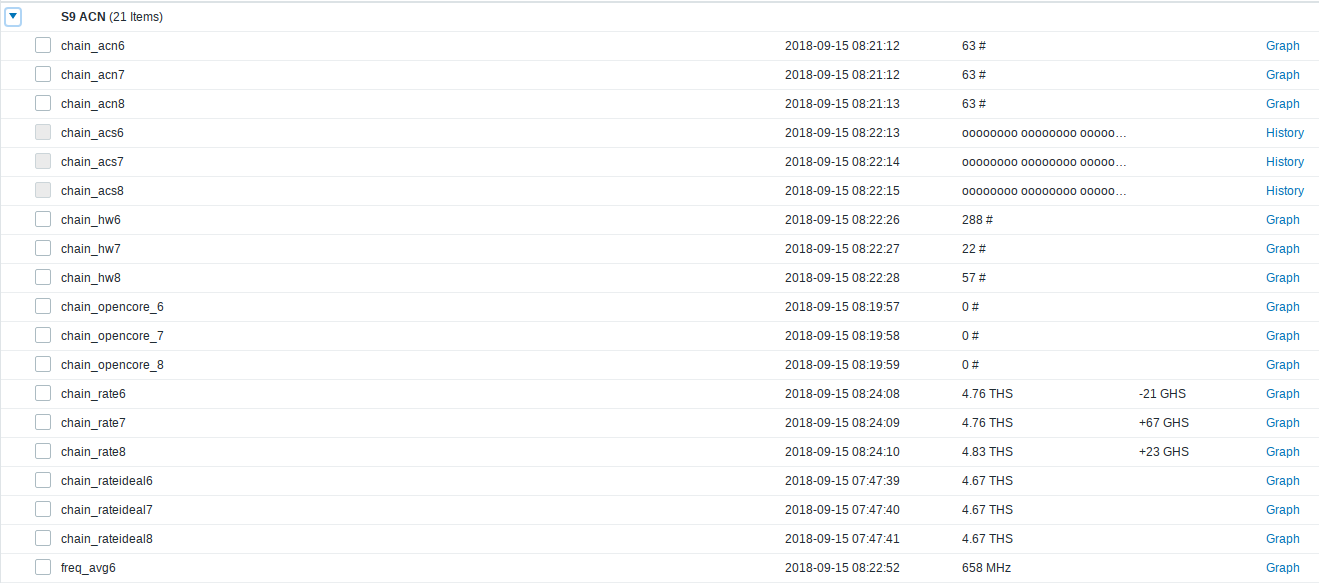 S9 ACN (21 Items)
chain_acn6 2018-09-15 08:21:12 63 # Graph
chain_acn7 2018-09-15 08:21:12 63 # Graph
chain_acn8 2018-09-15 08:21:13 63 # Graph
chain_acs6 2018-09-15 08:22:13 oooooooo oooooooo ooooo... History
chain_acs7 2018-09-15 08:22:14 oooooooo oooooooo ooooo... History
chain_acs8 2018-09-15 08:22:15 oooooooo oooooooo ooooo... History
chain_hw6 2018-09-15 08:22:26 288 # Graph
chain_hw7 2018-09-15 08:22:27 22 # Graph
chain_hw8 2018-09-15 08:22:28 57 # Graph
chain_opencore_6 2018-09-15 08:19:57 0 # Graph
chain_opencore_7 2018-09-15 08:19:58 0 # Graph
chain_opencore_8 2018-09-15 08:19:59 0 # Graph
chain_rate6 2018-09-15 08:24:08 4.76 THS -21 GHS Graph
chain_rate7 2018-09-15 08:24:09 4.76 THS +67 GHS Graph
chain_rate8 2018-09-15 08:24:10 4.83 THS +23 GHS Graph
chain_rateideal6 2018-09-15 07:47:39 4.67 THS Graph
chain_rateideal7 2018-09-15 07:47:40 4.67 THS Graph
chain_rateideal8 2018-09-15 07:47:41 4.67 THS Graph
freq_avg6 2018-09-15 08:22:52 658 MHz Graph